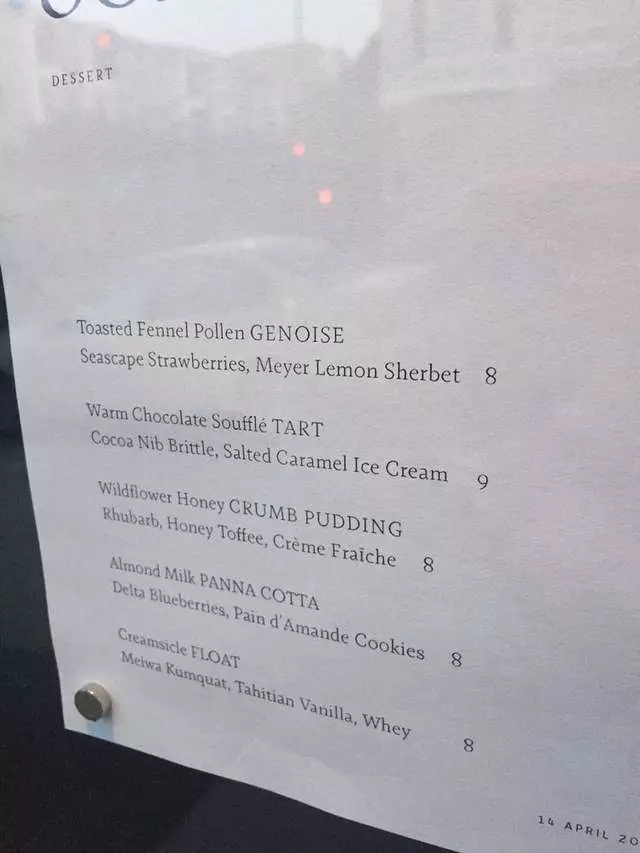 DESSERT
Toasted Fennel Pollen GENOISE
Seascape Strawberries, Meyer Lemon Sherbet 8
Warm Chocolate Soufflé TART
Cocoa Nib Brittle, Salted Caramel Ice Cream 9
Wildflower Honey CRUMB PUDDING
Rhubarb, Honey Toffee, Crème Fraîche 8
Almond Milk PANNA COTTA
Delta Blueberries, Pain d'Amande Cookies 8
Creamsicle FLOAT
Meiwa Kumquat, Tahitian Vanilla, Whey 8
14 APRIL 20